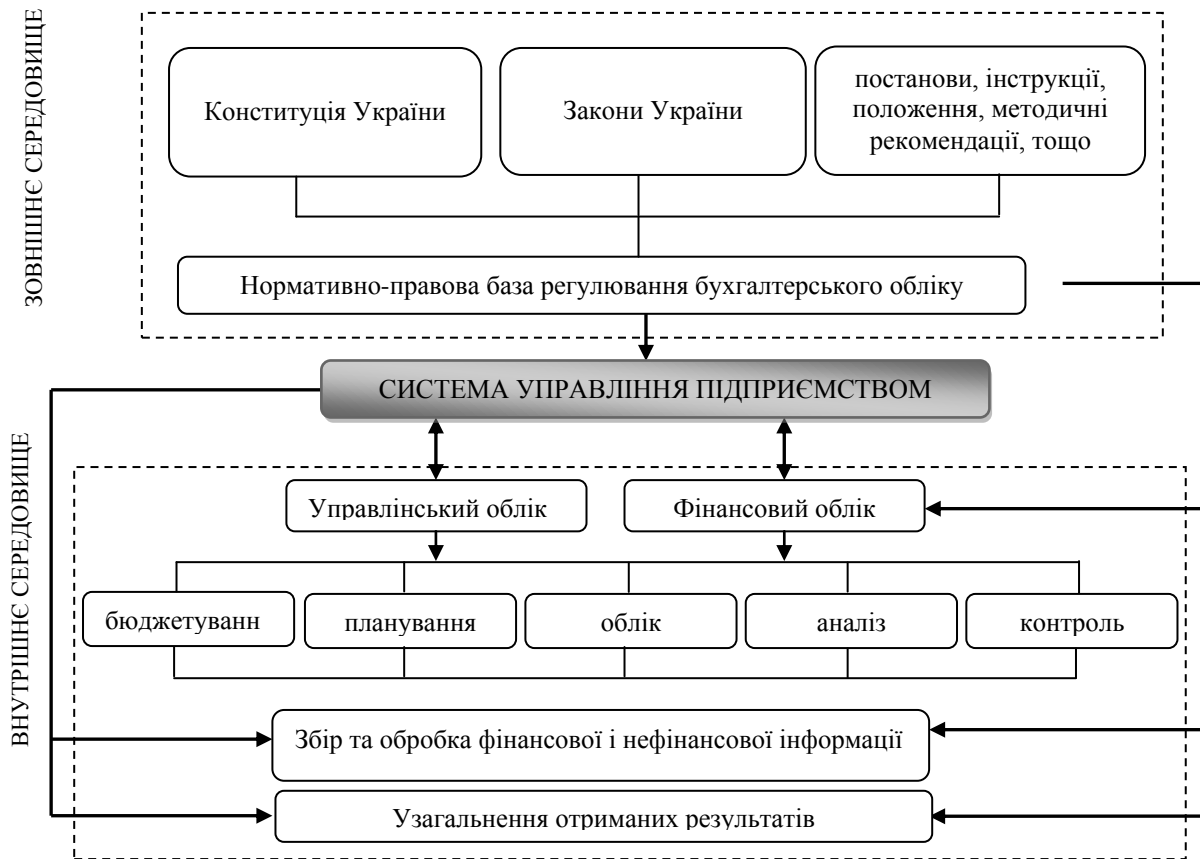 ЗОВНІШНЄ СЕРЕДОВИЩЕ
Конституція України
Закони України
постанови, інструкції,
положення, методичні
рекомендації, тощо
Нормативно-правова база регулювання бухгалтерського обліку
СИСТЕМА УПРАВЛІННЯ ПІДПРИЄМСТВОМ
ВНУТРІШНЄ СЕРЕДОВИЩЕ
Управлінський облік
Фінансовий облік
бюджетуванн
планування
облік
аналіз
контроль
Збір та обробка фінансової і нефінансової інформації
Узагальнення отриманих результатів